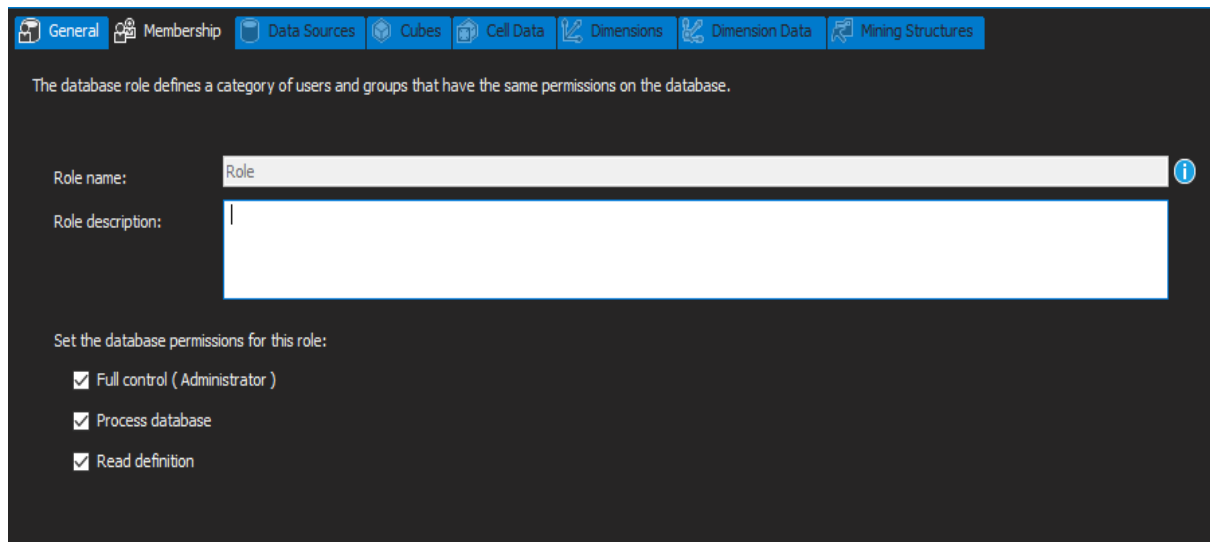 General Membership Data Sources Cubes Cell Data Dimensions Dimension Data Mining Structures
The database role defines a category of users and groups that have the same permissions on the database.
Role name: Role
Role description:
Set the database permissions for this role:
Full control ( Administrator )
Process database
Read definition